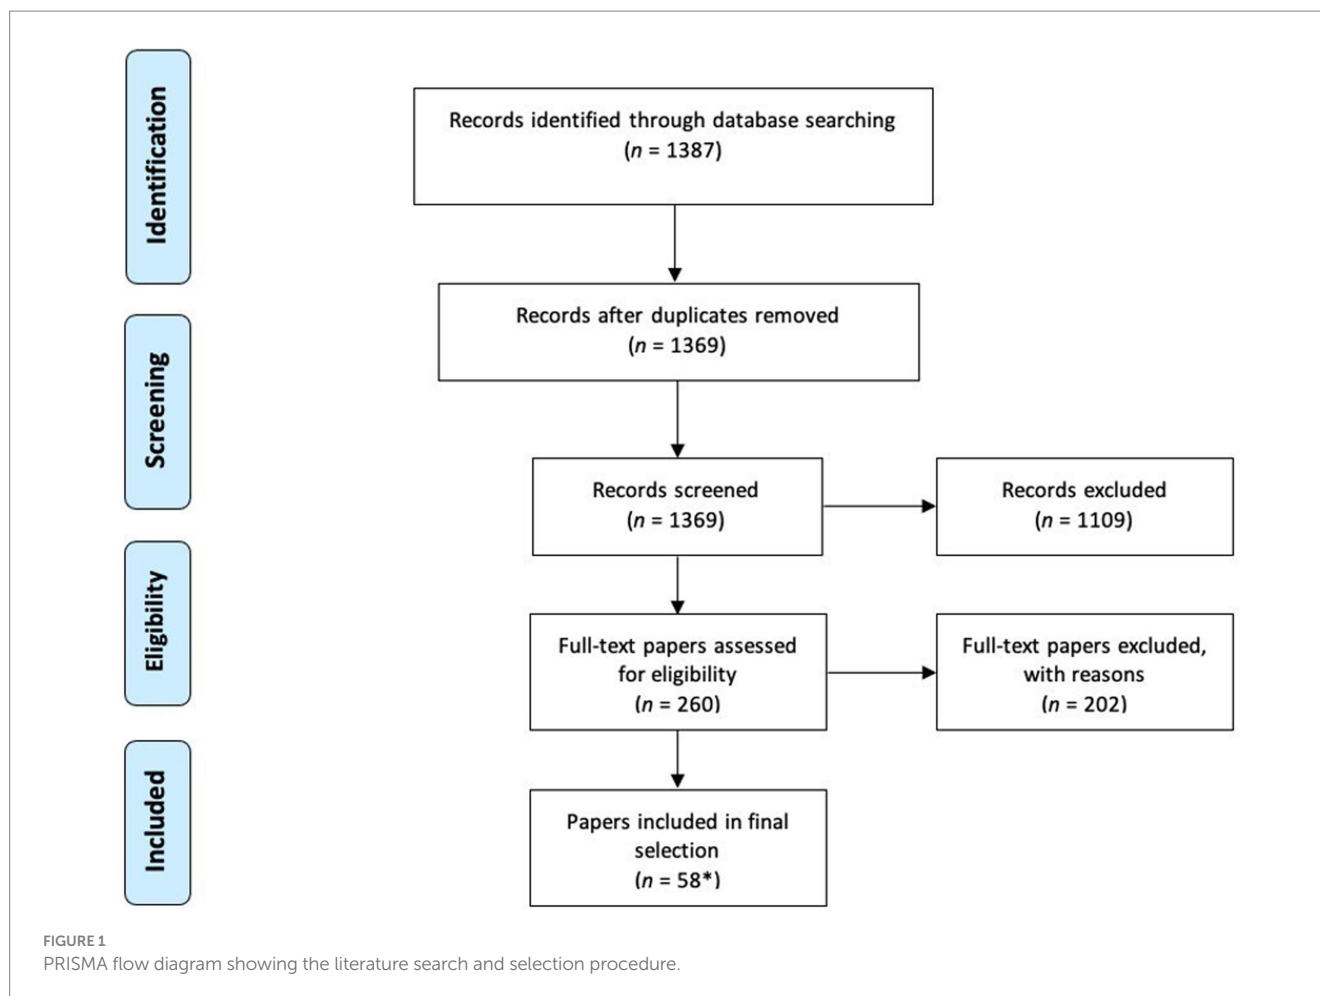 Identification
Records identified through database searching
(n = 1387)
Records after duplicates removed
(n = 1369)
Screening
Records screened
(n = 1369)
Records excluded
(n = 1109)
Eligibility
Full-text papers assessed
for eligibility
(n = 260)
Full-text papers excluded,
with reasons
(n = 202)
Included
Papers included in final
selection
(n = 58*)
FIGURE 1
PRISMA flow diagram showing the literature search and selection procedure.